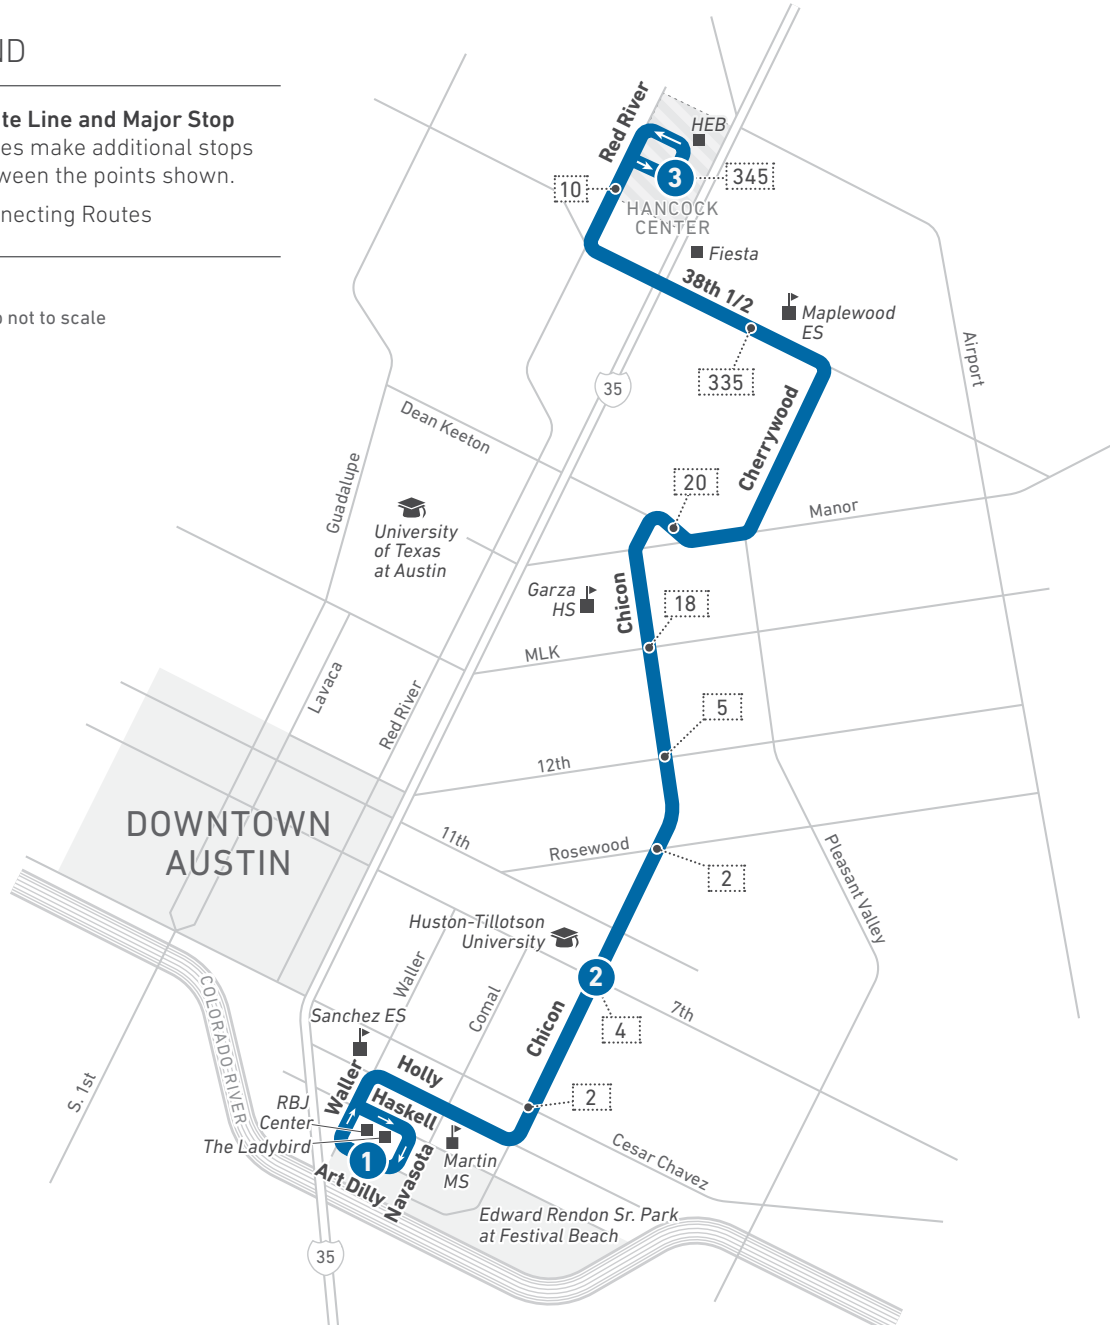 ND
te Line and Major Stop
es make additional stops
ween the points shown.
necting Routes
not to scale
Red River
HEB
3
345
10
HANCOCK
CENTER
Fiesta
38th 1/2
Maplewood
ES
335
Airport
35
Dean Keeton
Cherrywood
Guadalupe
20
Manor
University
of Texas
at Austin
Garza
HS
Chicon
18
MLK
Lavaca
Red River
5
12th
DOWNTOWN
AUSTIN
11th
Rosewood
2
Pleasant Valley
Huston-Tillotson
University
Waller
2
Comal
Chicon
4
7th
COLORADO RIVER
Sanchez ES
S. 1st
Waller
Holly
Haskell
2
RBJ
Center
The Ladybird
1
Martin
MS
Cesar Chavez
Art Dilly
Navasota
Edward Rendon Sr. Park
at Festival Beach
35